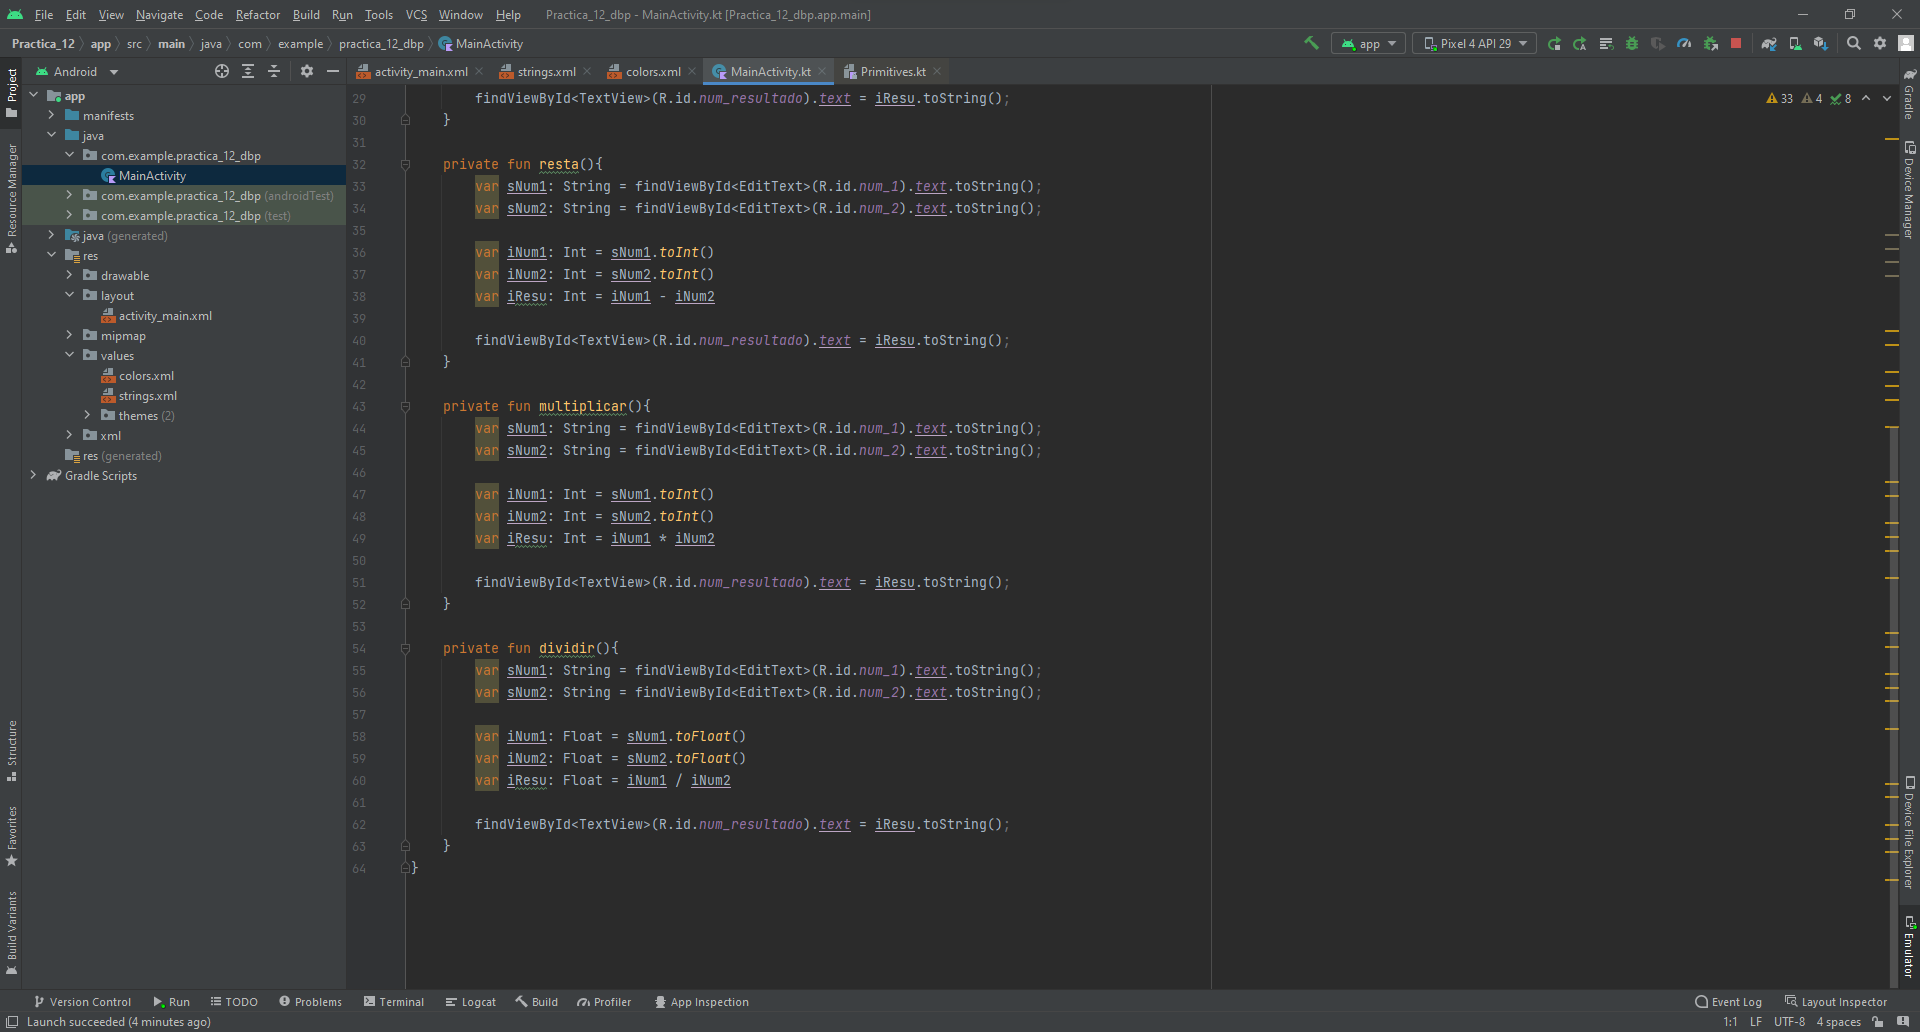 File Edit View Navigate Code Refactor Build Run Tools VCS Window Help Practica_12_dbp - MainActivity.kt [Practica_12_dbp.app.main]
Practica_12 app src main java com example practica_12_dbp MainActivity app Pixel 4 API 29
Android
activity_main.xml strings.xml colors.xml MainActivity.kt Primitives.kt
Project
Resource Manager
Structure
Favorites
Build Variants
app
manifests
java
com.example.practica_12_dbp
MainActivity
com.example.practica_12_dbp (androidTest)
com.example.practica_12_dbp (test)
java (generated)
res
drawable
layout
activity_main.xml
mipmap
values
colors.xml
strings.xml
themes (2)
xml
res (generated)
Gradle Scripts
33 4 8
29 findViewById<TextView>(R.id.num_resultado).text = iResu.toString();
30 }
31
32 private fun resta(){
33 var sNum1: String = findViewById<EditText>(R.id.num_1).text.toString();
34 var sNum2: String = findViewById<EditText>(R.id.num_2).text.toString();
35
36 var iNum1: Int = sNum1.toInt()
37 var iNum2: Int = sNum2.toInt()
38 var iResu: Int = iNum1 - iNum2
39
40 findViewById<TextView>(R.id.num_resultado).text = iResu.toString();
41 }
42
43 private fun multiplicar(){
44 var sNum1: String = findViewById<EditText>(R.id.num_1).text.toString();
45 var sNum2: String = findViewById<EditText>(R.id.num_2).text.toString();
46
47 var iNum1: Int = sNum1.toInt()
48 var iNum2: Int = sNum2.toInt()
49 var iResu: Int = iNum1 * iNum2
50
51 findViewById<TextView>(R.id.num_resultado).text = iResu.toString();
52 }
53
54 private fun dividir(){
55 var sNum1: String = findViewById<EditText>(R.id.num_1).text.toString();
56 var sNum2: String = findViewById<EditText>(R.id.num_2).text.toString();
57
58 var iNum1: Float = sNum1.toFloat()
59 var iNum2: Float = sNum2.toFloat()
60 var iResu: Float = iNum1 / iNum2
61
62 findViewById<TextView>(R.id.num_resultado).text = iResu.toString();
63 }
64 }
Gradle
Device Manager
Device File Explorer
Emulator
Version Control Run TODO Problems Terminal Logcat Build Profiler App Inspection Event Log Layout Inspector
Launch succeeded (4 minutes ago) 1:1 LF UTF-8 4 spaces